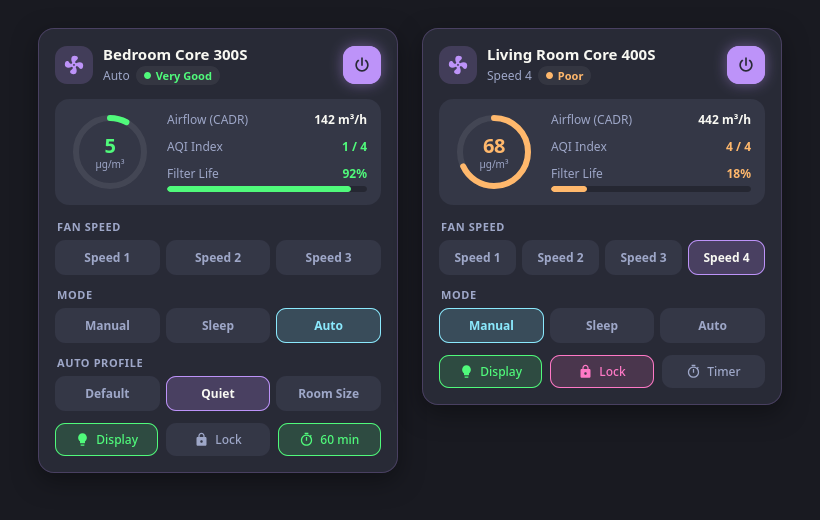 Bedroom Core 300S
Auto Very Good
5
µg/m³
Airflow (CADR) 142 m³/h
AQI Index 1 / 4
Filter Life 92%
FAN SPEED
Speed 1 Speed 2 Speed 3
MODE
Manual Sleep Auto
AUTO PROFILE
Default Quiet Room Size
Display Lock 60 min
Living Room Core 400S
Speed 4 Poor
68
µg/m³
Airflow (CADR) 442 m³/h
AQI Index 4 / 4
Filter Life 18%
FAN SPEED
Speed 1 Speed 2 Speed 3 Speed 4
MODE
Manual Sleep Auto
Display Lock Timer